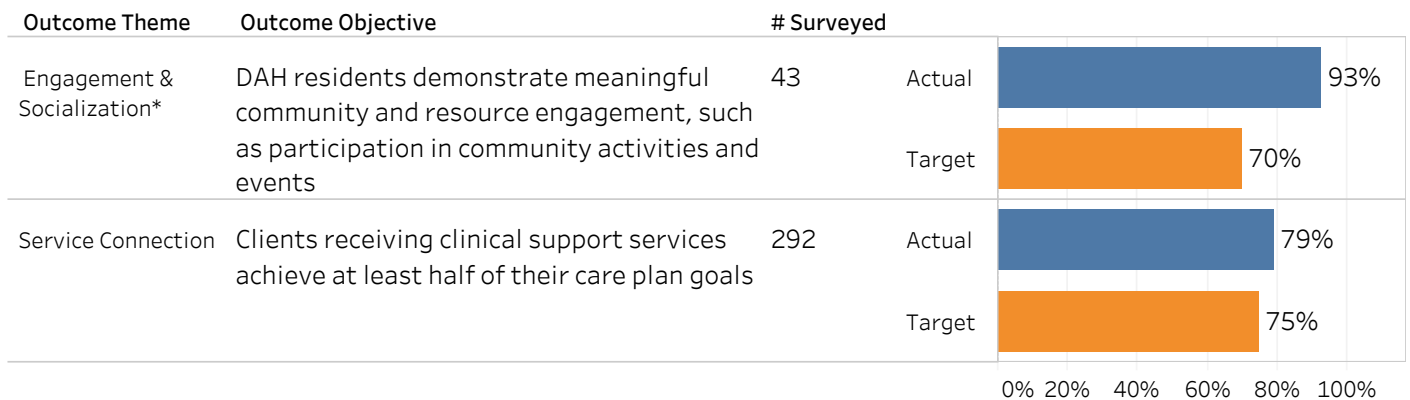 Outcome Theme Outcome Objective # Surveyed
Engagement & Socialization*
DAH residents demonstrate meaningful
community and resource engagement, such
as participation in community activities and
events
43
Actual 93%
Target 70%
Service Connection
Clients receiving clinical support services
achieve at least half of their care plan goals
292
Actual 79%
Target 75%
0% 20% 40% 60% 80% 100%